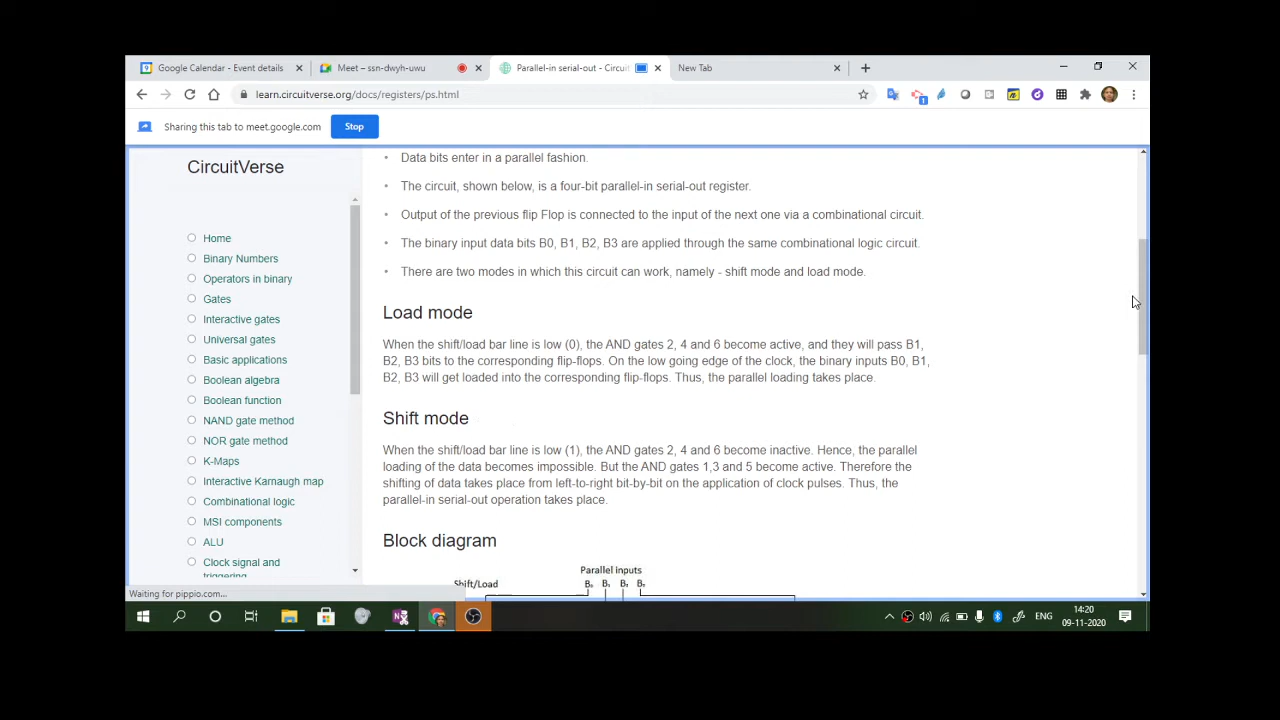 Google Calendar - Event details
Meet – ssn-dwyh-uwu
Parallel-in serial-out - Circuit
New Tab
learn.circuitverse.org/docs/registers/ps.html
Sharing this tab to meet.google.com
Stop
CircuitVerse
Home
Binary Numbers
Operators in binary
Gates
Interactive gates
Universal gates
Basic applications
Boolean algebra
Boolean function
NAND gate method
NOR gate method
K-Maps
Interactive Karnaugh map
Combinational logic
MSI components
ALU
Clock signal and
triggering
• Data bits enter in a parallel fashion.
• The circuit, shown below, is a four-bit parallel-in serial-out register.
• Output of the previous flip Flop is connected to the input of the next one via a combinational circuit.
• The binary input data bits B0, B1, B2, B3 are applied through the same combinational logic circuit.
• There are two modes in which this circuit can work, namely - shift mode and load mode.
Load mode
When the shift/load bar line is low (0), the AND gates 2, 4 and 6 become active, and they will pass B1,
B2, B3 bits to the corresponding flip-flops. On the low going edge of the clock, the binary inputs B0, B1,
B2, B3 will get loaded into the corresponding flip-flops. Thus, the parallel loading takes place.
Shift mode
When the shift/load bar line is low (1), the AND gates 2, 4 and 6 become inactive. Hence, the parallel
loading of the data becomes impossible. But the AND gates 1,3 and 5 become active. Therefore the
shifting of data takes place from left-to-right bit-by-bit on the application of clock pulses. Thus, the
parallel-in serial-out operation takes place.
Block diagram
Parallel inputs
Shift/Load
Waiting for pippio.com...
ENG
14:20
09-11-2020